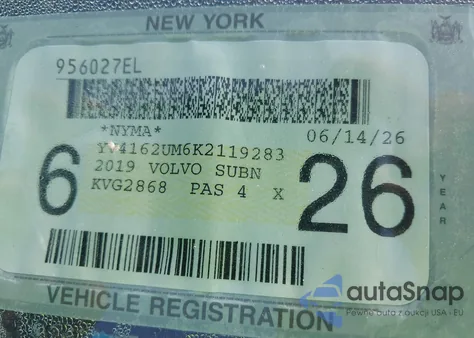 NEW YORK
956027EL
*NYMA*
06/14/26
YV4162UM6K2119283
2019 VOLVO SUBN
KVG2868 PAS 4 X
6
26
YEAR
VEHICLE REGISTRATION
autaSnap
Pewne auta z aukcji USA i EU